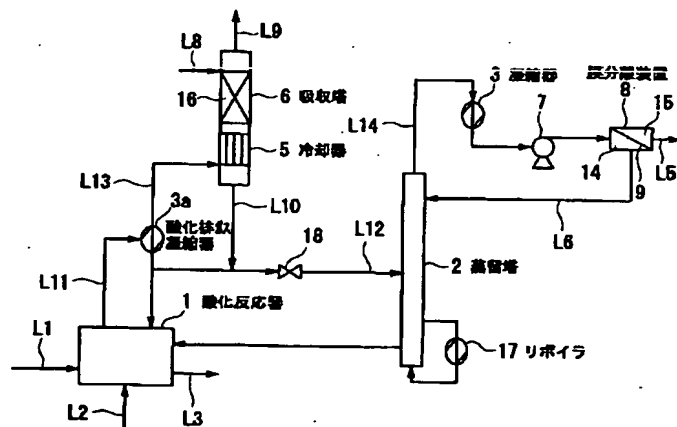 L9
L8
16
6 吸収塔
5 冷却器
L13
L10
3a
酸化排気
凝縮器
L11
18
L12
1 酸化反応器
L1
L2
L3
L14
3 凝縮器
7
膜分離装置
8
15
14
9
L5
L6
2 蒸留塔
17 リボイラ